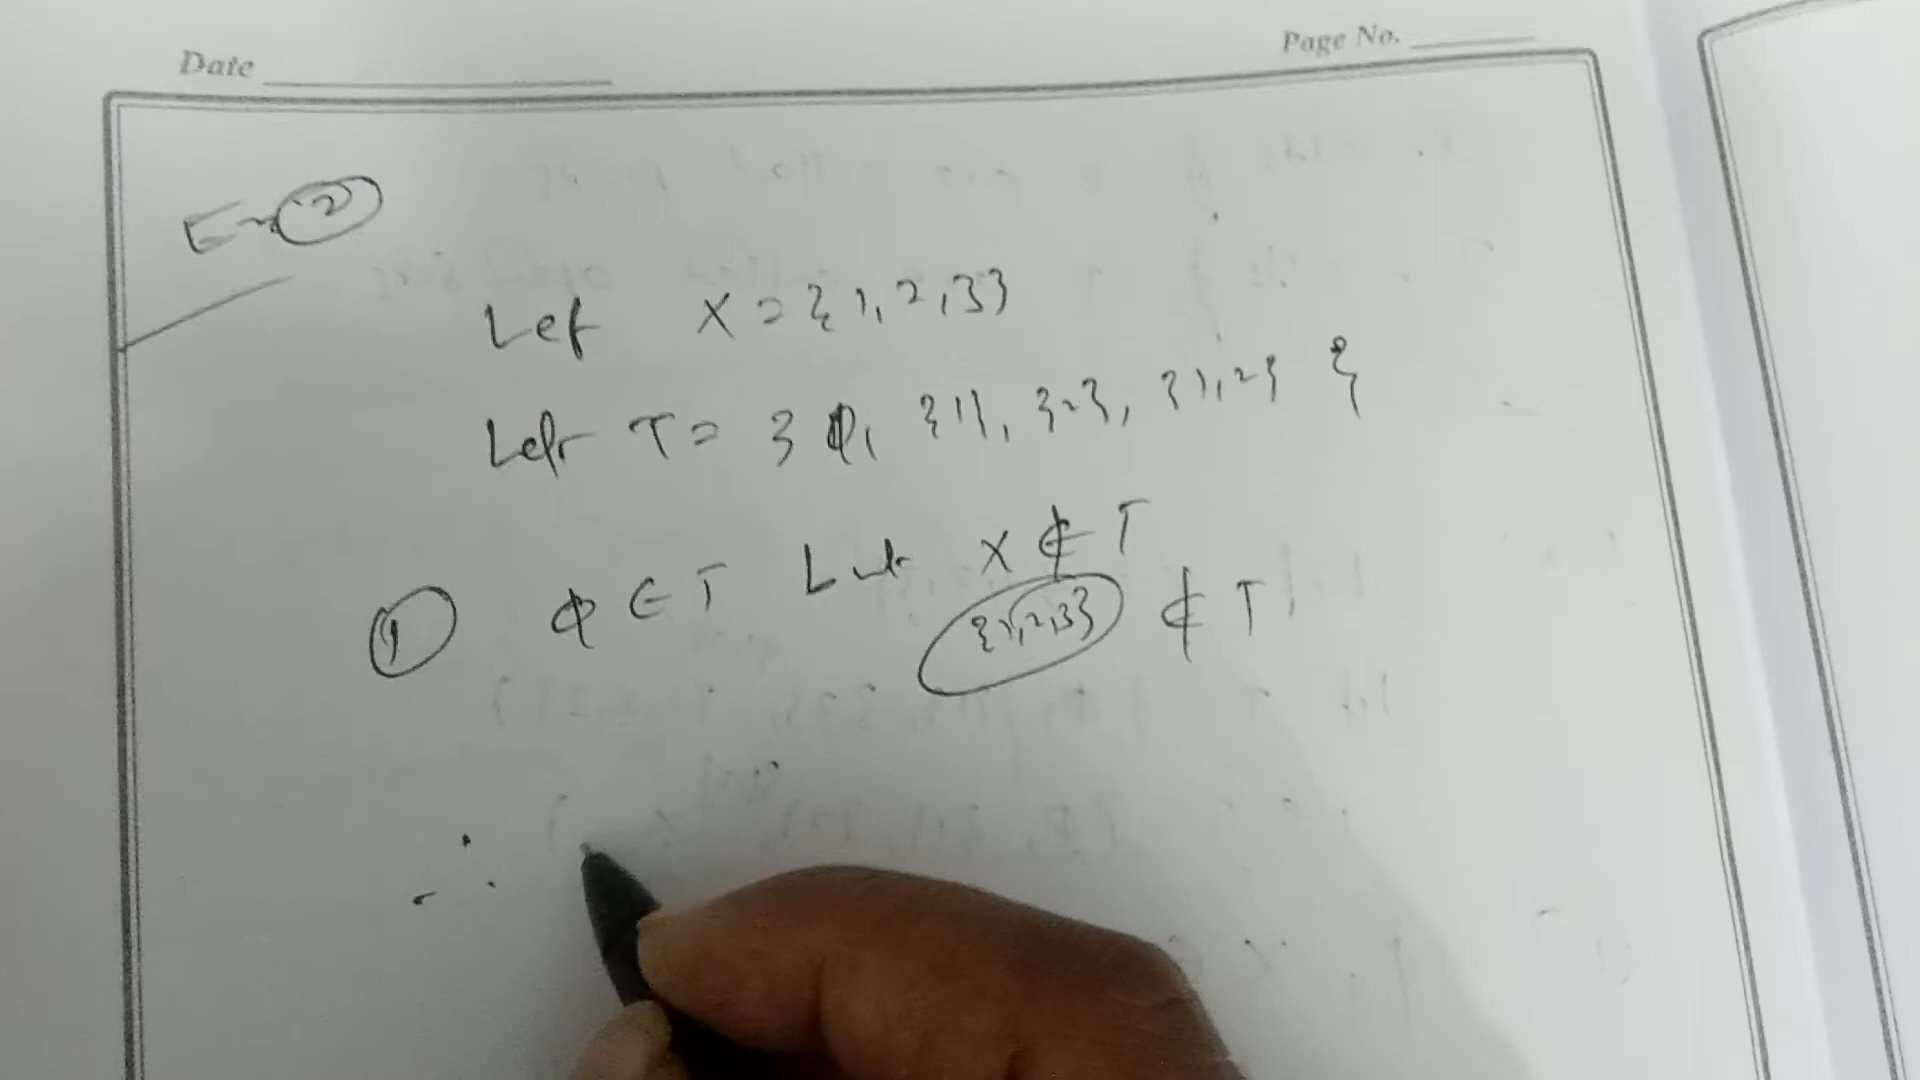 Date Page No.
Ex ②
Let X = {1, 2, 3}
Let T = { ϕ, {1}, {2}, {1, 2} }
① ϕ ∈ T but X ∉ T
{1, 2, 3} ∉ T
∴